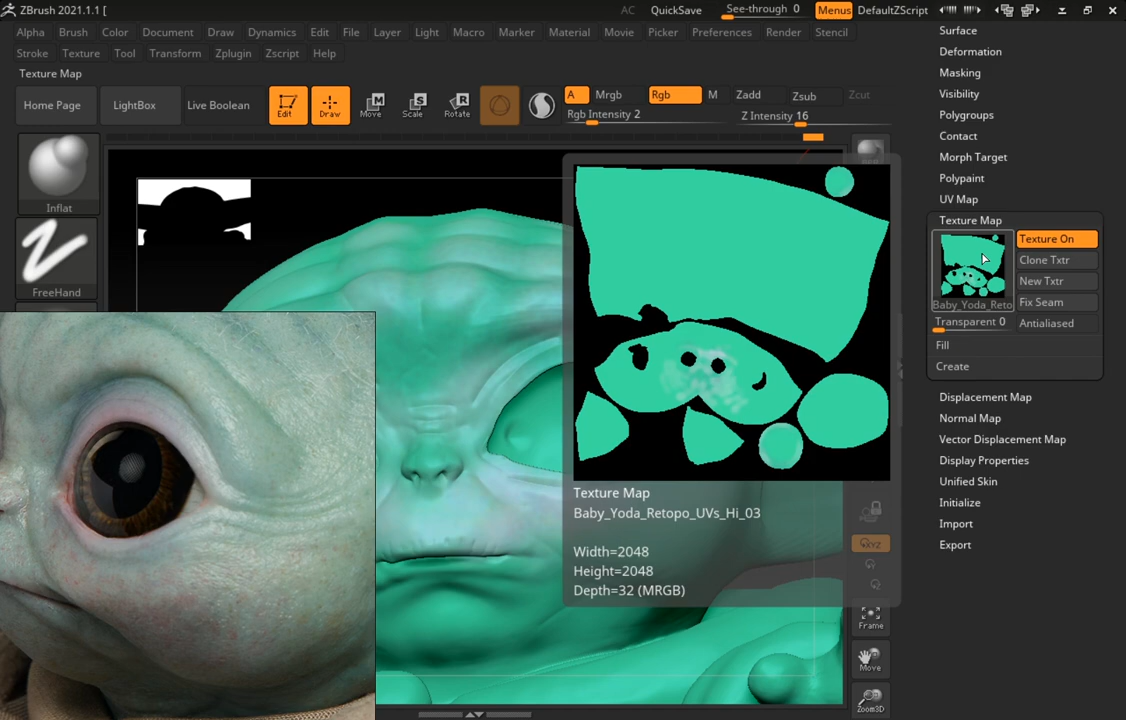 ZBrush 2021.1.1 [
AC
QuickSave
See-through 0
Menus
DefaultZScript
Alpha Brush Color Document Draw Dynamics Edit File Layer Light Macro Marker Material Movie Picker Preferences Render Stencil
Stroke Texture Tool Transform Zplugin Zscript Help
Texture Map
Home Page
LightBox
Live Boolean
Edit
Draw
M
Move
S
Scale
R
Rotate
A
Mrgb
Rgb
M
Zadd
Zsub
Zcut
Rgb Intensity 2
Z Intensity 16
Inflat
FreeHand
Texture Map
Baby_Yoda_Retopo_UVs_Hi_03
Width=2048
Height=2048
Depth=32 (MRGB)
Frame
Move
Zoom3D
Surface
Deformation
Masking
Visibility
Polygroups
Contact
Morph Target
Polypaint
UV Map
Texture Map
Baby_Yoda_Reto
Texture On
Clone Txtr
New Txtr
Fix Seam
Transparent 0
Antialiased
Fill
Create
Displacement Map
Normal Map
Vector Displacement Map
Display Properties
Unified Skin
Initialize
Import
Export